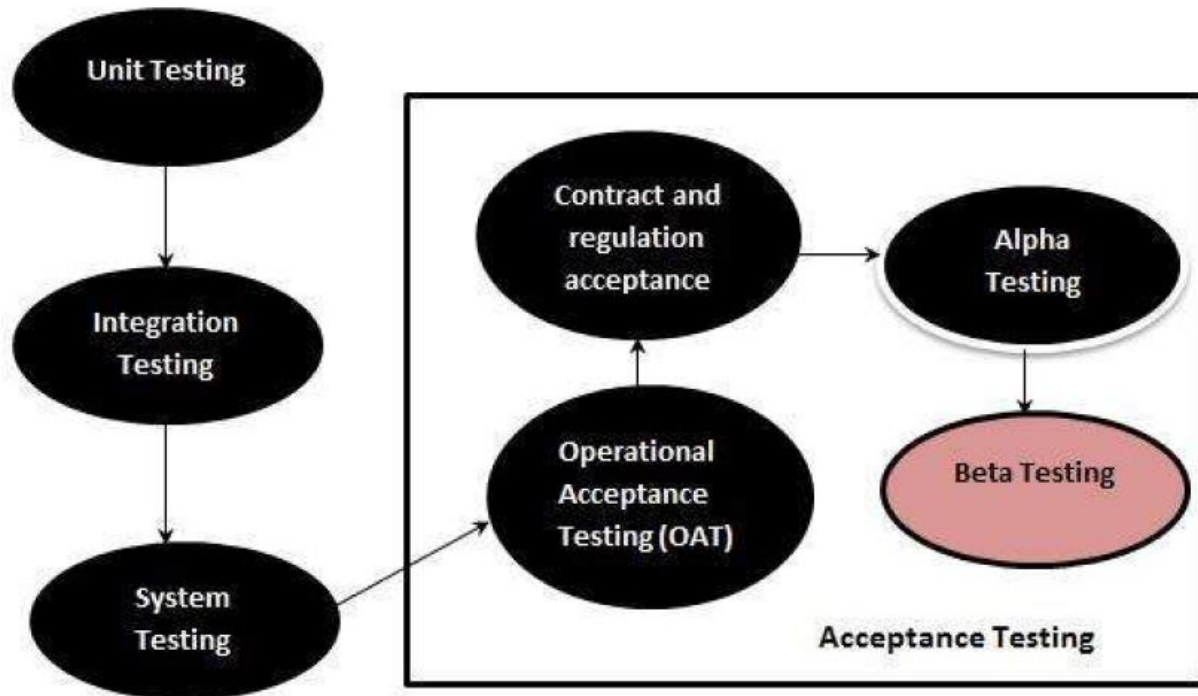 Unit Testing
Integration
Testing
System
Testing
Operational
Acceptance
Testing (OAT)
Contract and
regulation
acceptance
Alpha
Testing
Beta Testing
Acceptance Testing